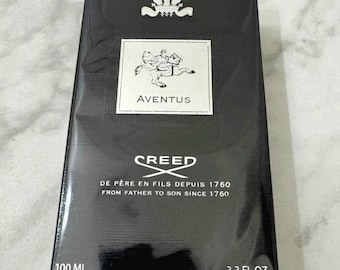 AVENTUS
CREED
DE PÈRE EN FILS DEPUIS 1760
FROM FATHER TO SON SINCE 1760
100 ML
3.3 FL OZ